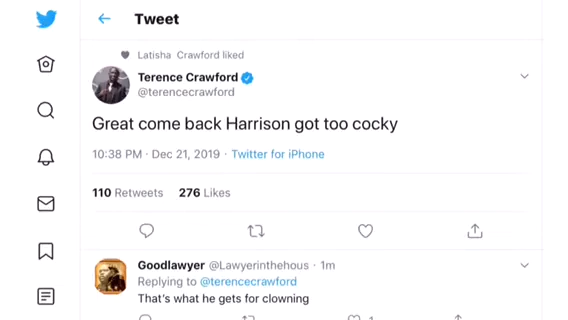 Tweet
Latisha Crawford liked
Terence Crawford
@terencecrawford
Great come back Harrison got too cocky
10:38 PM · Dec 21, 2019 · Twitter for iPhone
110 Retweets 276 Likes
Goodlawyer @Lawyerinthehous · 1m
Replying to @terencecrawford
That's what he gets for clowning
1